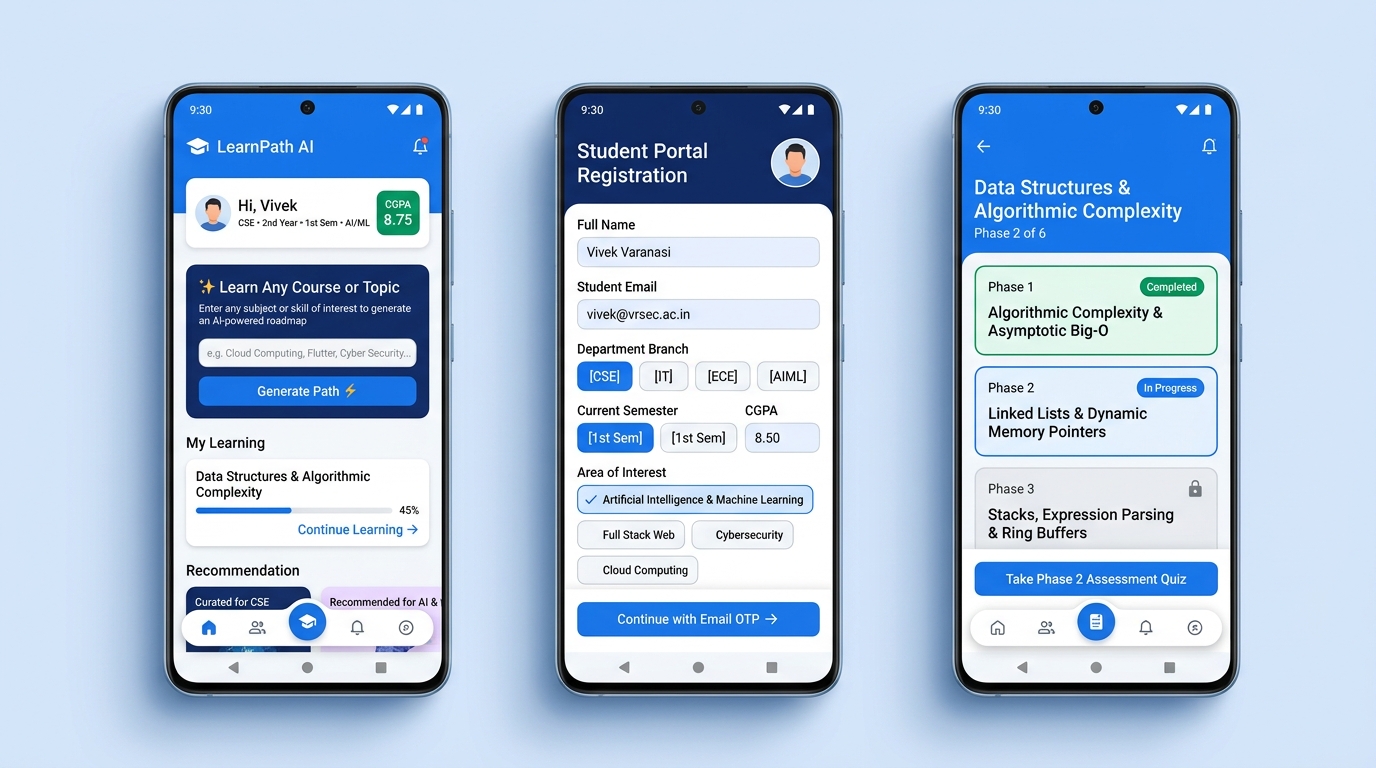 9:30
LearnPath AI
Hi, Vivek
CSE • 2nd Year • 1st Sem • AI/ML
CGPA
8.75
✨ Learn Any Course or Topic
Enter any subject or skill of interest to generate
an AI-powered roadmap
e.g. Cloud Computing, Flutter, Cyber Security...
Generate Path ⚡
My Learning
Data Structures & Algorithmic
Complexity
45%
Continue Learning →
Recommendation
Curated for CSE
Recommended for AI &
9:30
Student Portal
Registration
Full Name
Vivek Varanasi
Student Email
vivek@vrsec.ac.in
Department Branch
[CSE] [IT] [ECE] [AIML]
Current Semester CGPA
[1st Sem] [1st Sem] 8.50
Area of Interest
Artificial Intelligence & Machine Learning
Full Stack Web Cybersecurity
Cloud Computing
Continue with Email OTP →
9:30
Data Structures &
Algorithmic Complexity
Phase 2 of 6
Phase 1 Completed
Algorithmic Complexity &
Asymptotic Big-O
Phase 2 In Progress
Linked Lists & Dynamic
Memory Pointers
Phase 3
Stacks, Expression Parsing
& Ring Buffers
Take Phase 2 Assessment Quiz